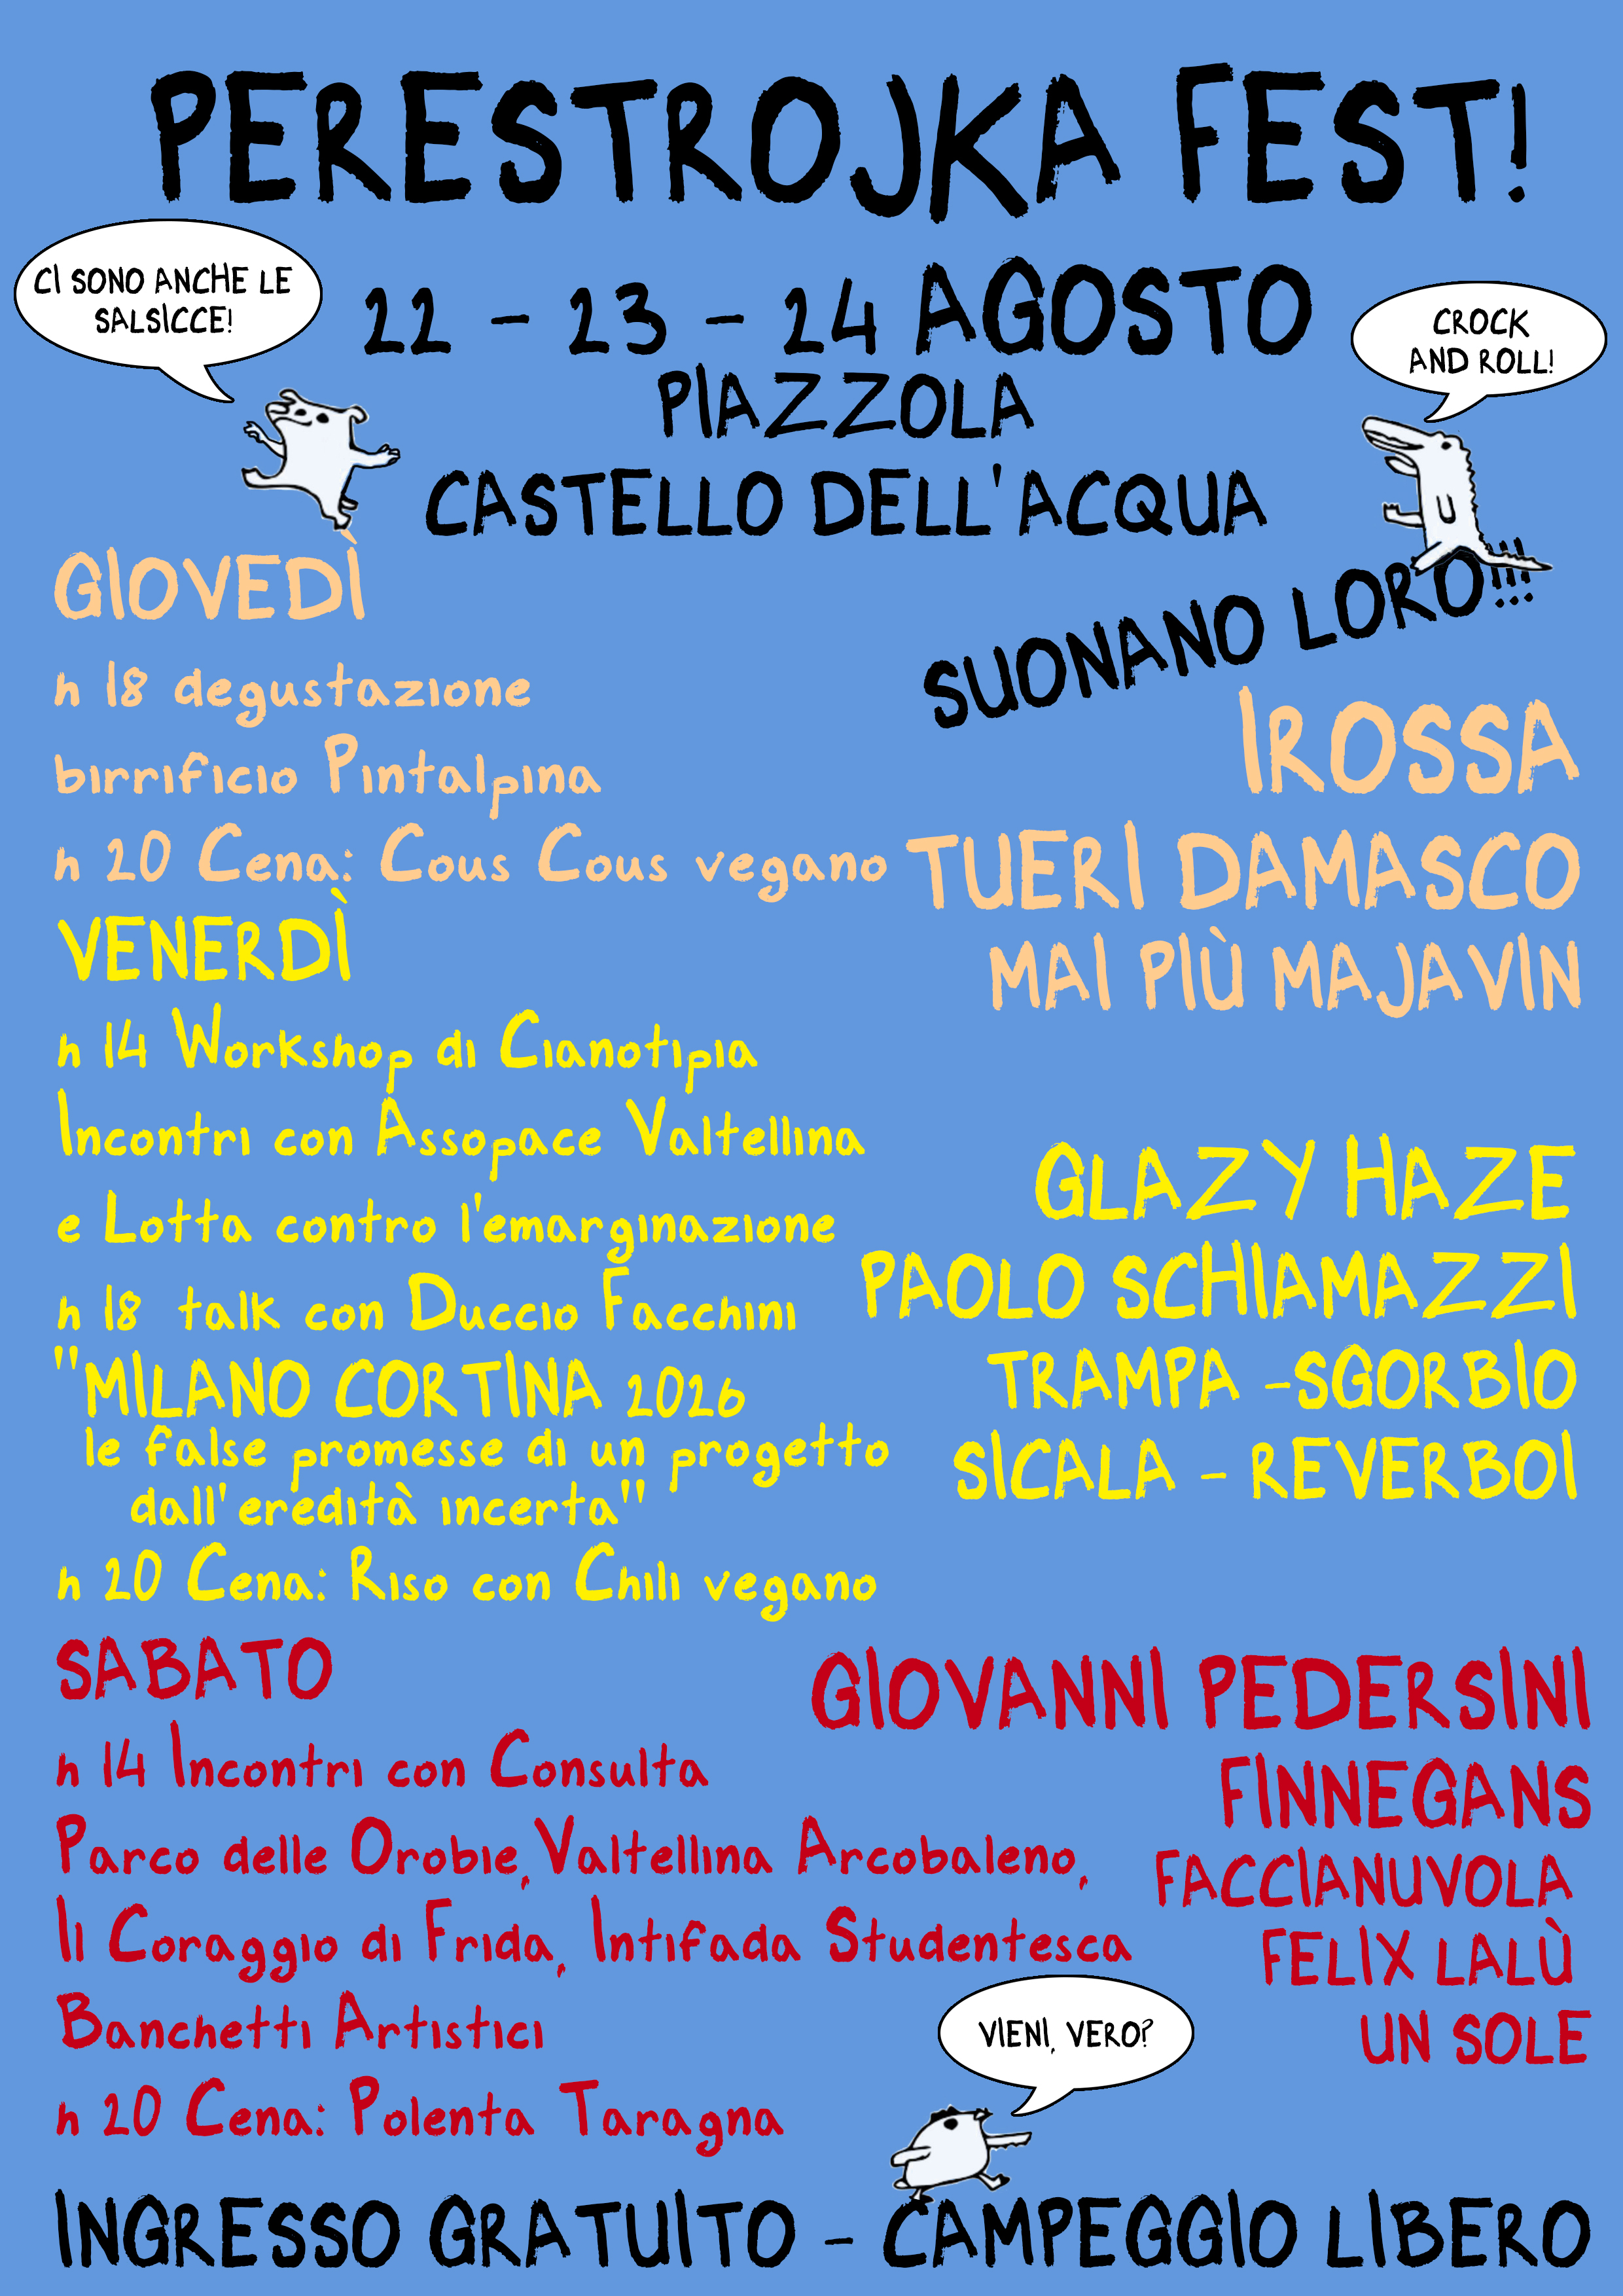 PERESTROJKA FEST!
CI SONO ANCHE LE
SALSICCE!
22 - 23 - 24 AGOSTO
CROCK
AND ROLL!
PIAZZOLA
CASTELLO DELL'ACQUA
SUONANO LORO!!!
GIOVEDÌ
h 18 degustazione
birrificio Pintalpina
h 20 Cena: Cous Cous vegano
IROSSA
TUERI DAMASCO
MAI PIÙ MAJAVIN
VENERDÌ
h 14 Workshop di Cianotipia
Incontri con Assopace Valtellina
e Lotta contro l'emarginazione
h 18 talk con Duccio Facchini
"MILANO CORTINA 2026
le false promesse di un progetto
dall'eredità incerta"
h 20 Cena: Riso con Chili vegano
GLAZY HAZE
PAOLO SCHIAMAZZI
TRAMPA -SGORBIO
SICALA - REVERBOI
SABATO
h 14 Incontri con Consulta
Parco delle Orobie, Valtellina Arcobaleno,
Il Coraggio di Frida, Intifada Studentesca
Banchetti Artistici
h 20 Cena: Polenta Taragna
GIOVANNI PEDERSINI
FINNEGANS
FACCIANUVOLA
FELIX LALÙ
UN SOLE
VIENI, VERO?
INGRESSO GRATUITO - CAMPEGGIO LIBERO